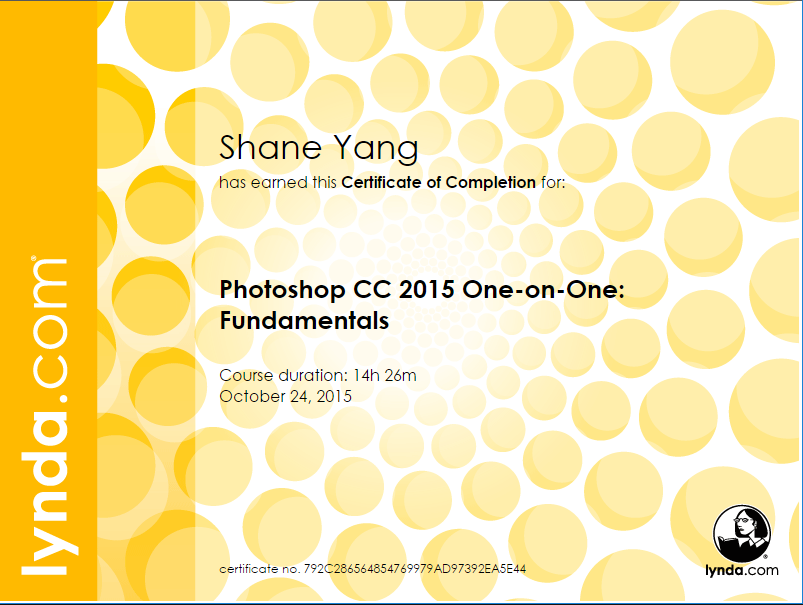 lynda.com®
Shane Yang
has earned this Certificate of Completion for:
Photoshop CC 2015 One-on-One:
Fundamentals
Course duration: 14h 26m
October 24, 2015
certificate no. 792C286564854769979AD97392EA5E44
®
lynda.com